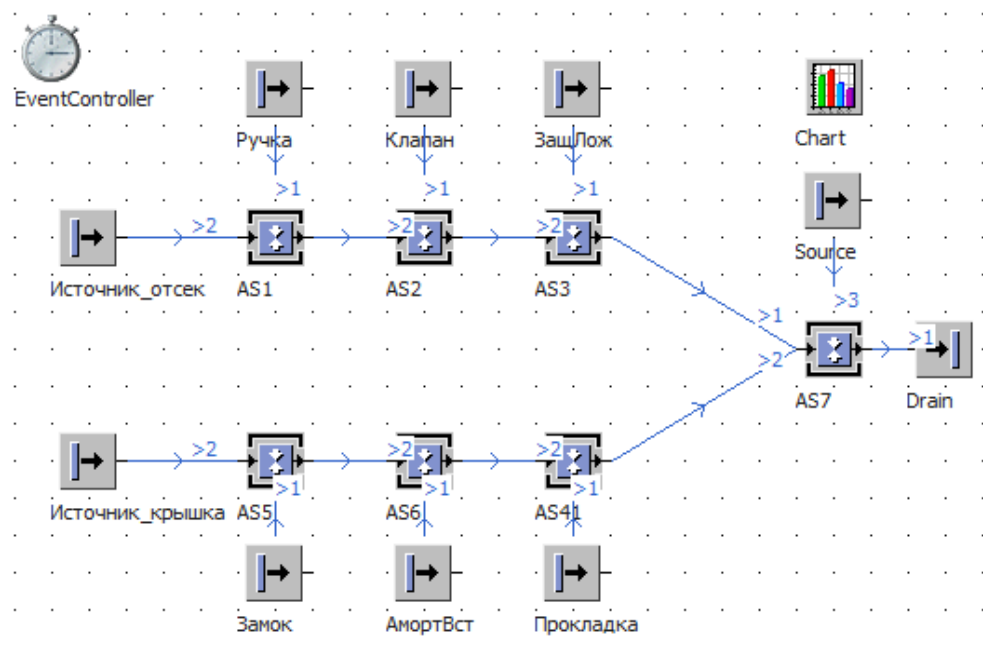 EventController
Ручка
Клапан
ЗащЛож
Chart
>1
>1
>1
>2
>2
>2
Source
Источник_отсек
AS1
AS2
AS3
>3
>1
>1
>2
AS7
Drain
>2
>2
>2
>1
>1
>1
Источник_крышка
AS5
AS6
AS41
Замок
АмортВст
Прокладка